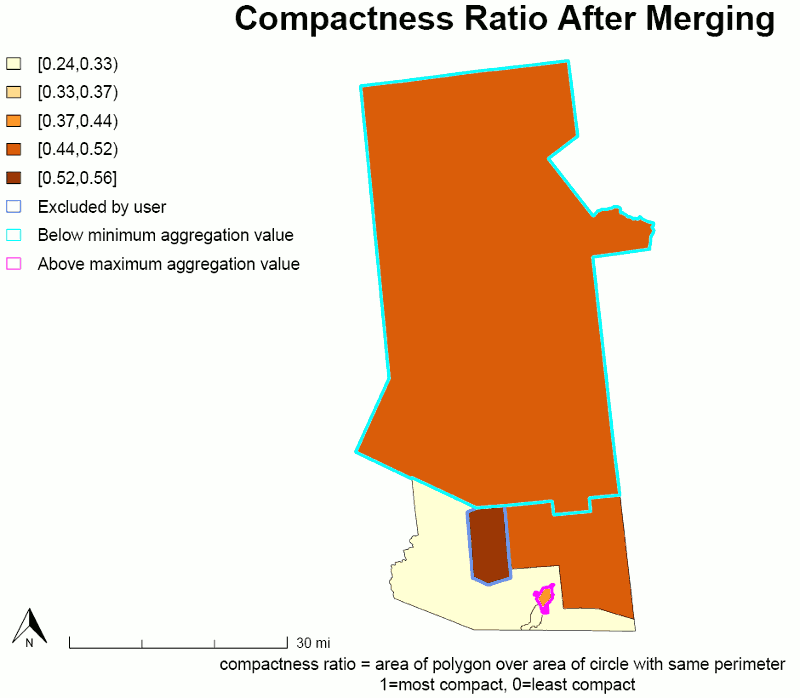 Compactness Ratio After Merging
[0.24,0.33)
[0.33,0.37)
[0.37,0.44)
[0.44,0.52)
[0.52,0.56]
Excluded by user
Below minimum aggregation value
Above maximum aggregation value
N
30 mi
compactness ratio = area of polygon over area of circle with same perimeter
1=most compact, 0=least compact